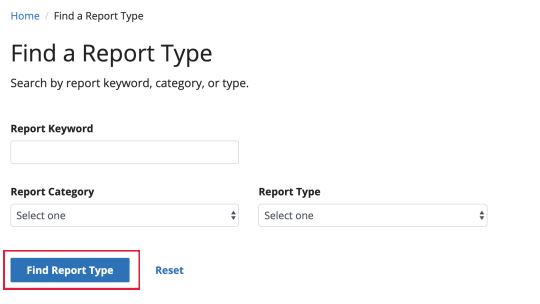 Home / Find a Report Type
Find a Report Type
Search by report keyword, category, or type.
Report Keyword
Report Category Report Type
Select one Select one
Find Report Type Reset